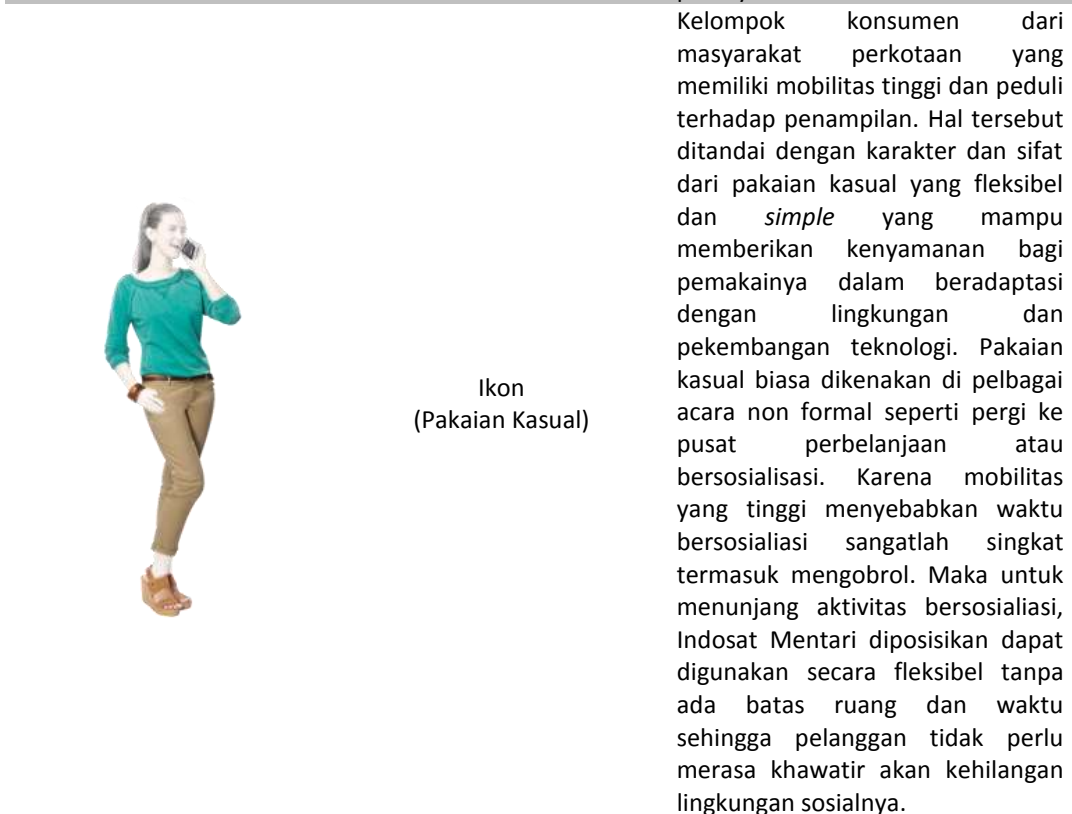 Kelompok konsumen dari
masyarakat perkotaan yang
memiliki mobilitas tinggi dan peduli
terhadap penampilan. Hal tersebut
ditandai dengan karakter dan sifat
dari pakaian kasual yang fleksibel
dan simple yang mampu
memberikan kenyamanan bagi
pemakainya dalam beradaptasi
dengan lingkungan dan
pekembangan teknologi. Pakaian
kasual biasa dikenakan di pelbagai
acara non formal seperti pergi ke
pusat perbelanjaan atau
bersosialisasi. Karena mobilitas
yang tinggi menyebabkan waktu
bersosialiasi sangatlah singkat
termasuk mengobrol. Maka untuk
menunjang aktivitas bersosialiasi,
Indosat Mentari diposisikan dapat
digunakan secara fleksibel tanpa
ada batas ruang dan waktu
sehingga pelanggan tidak perlu
merasa khawatir akan kehilangan
lingkungan sosialnya.
Ikon
(Pakaian Kasual)